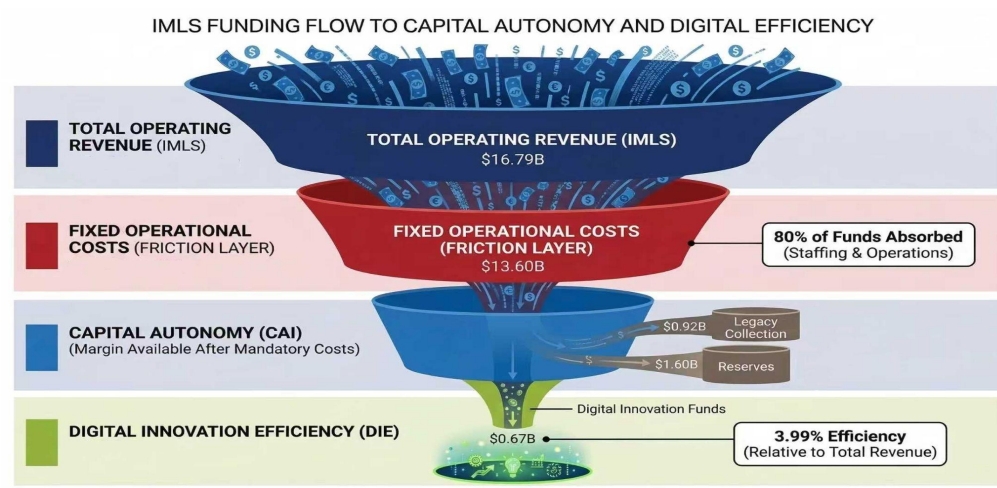 IMLS FUNDING FLOW TO CAPITAL AUTONOMY AND DIGITAL EFFICIENCY
TOTAL OPERATING
REVENUE (IMLS)
TOTAL OPERATING REVENUE (IMLS)
$16.79B
FIXED OPERATIONAL
COSTS (FRICTION LAYER)
FIXED OPERATIONAL COSTS
(FRICTION LAYER)
$13.60B
80% of Funds Absorbed
(Staffing & Operations)
CAPITAL AUTONOMY (CAI)
(Margin Available After Mandatory Costs)
$0.92B
Legacy
Collection
$1.60B
Reserves
Digital Innovation Funds
DIGITAL INNOVATION EFFICIENCY (DIE)
$0.67B
3.99% Efficiency
(Relative to Total Revenue)